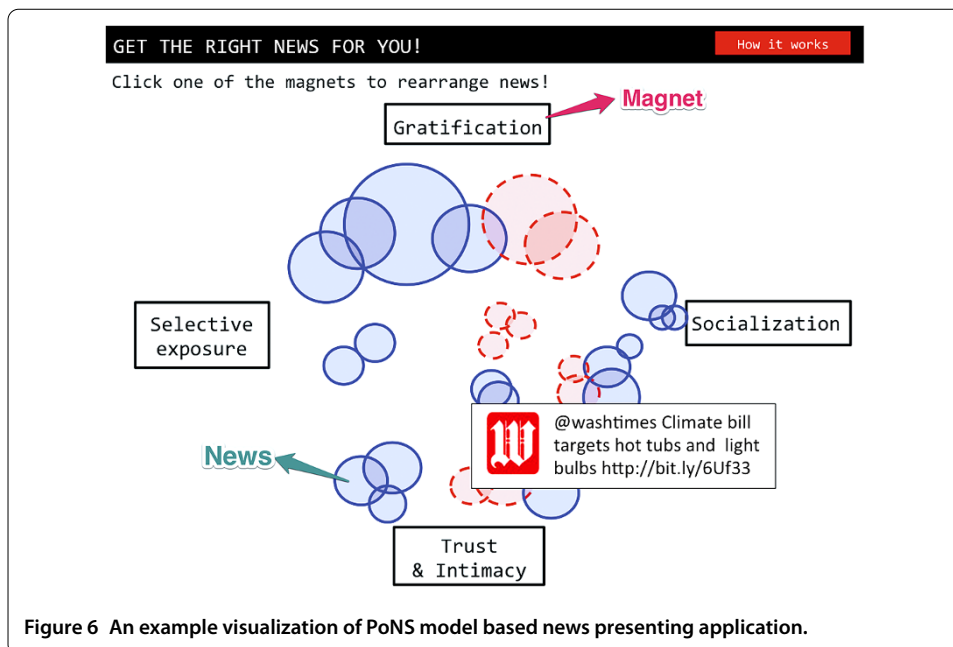 GET THE RIGHT NEWS FOR YOU!
How it works
Click one of the magnets to rearrange news!
Magnet
Gratification
Selective
exposure
Socialization
@washtimes Climate bill
targets hot tubs and light
bulbs http://bit.ly/6Uf33
W
News
Trust
& Intimacy
Figure 6 An example visualization of PoNS model based news presenting application.